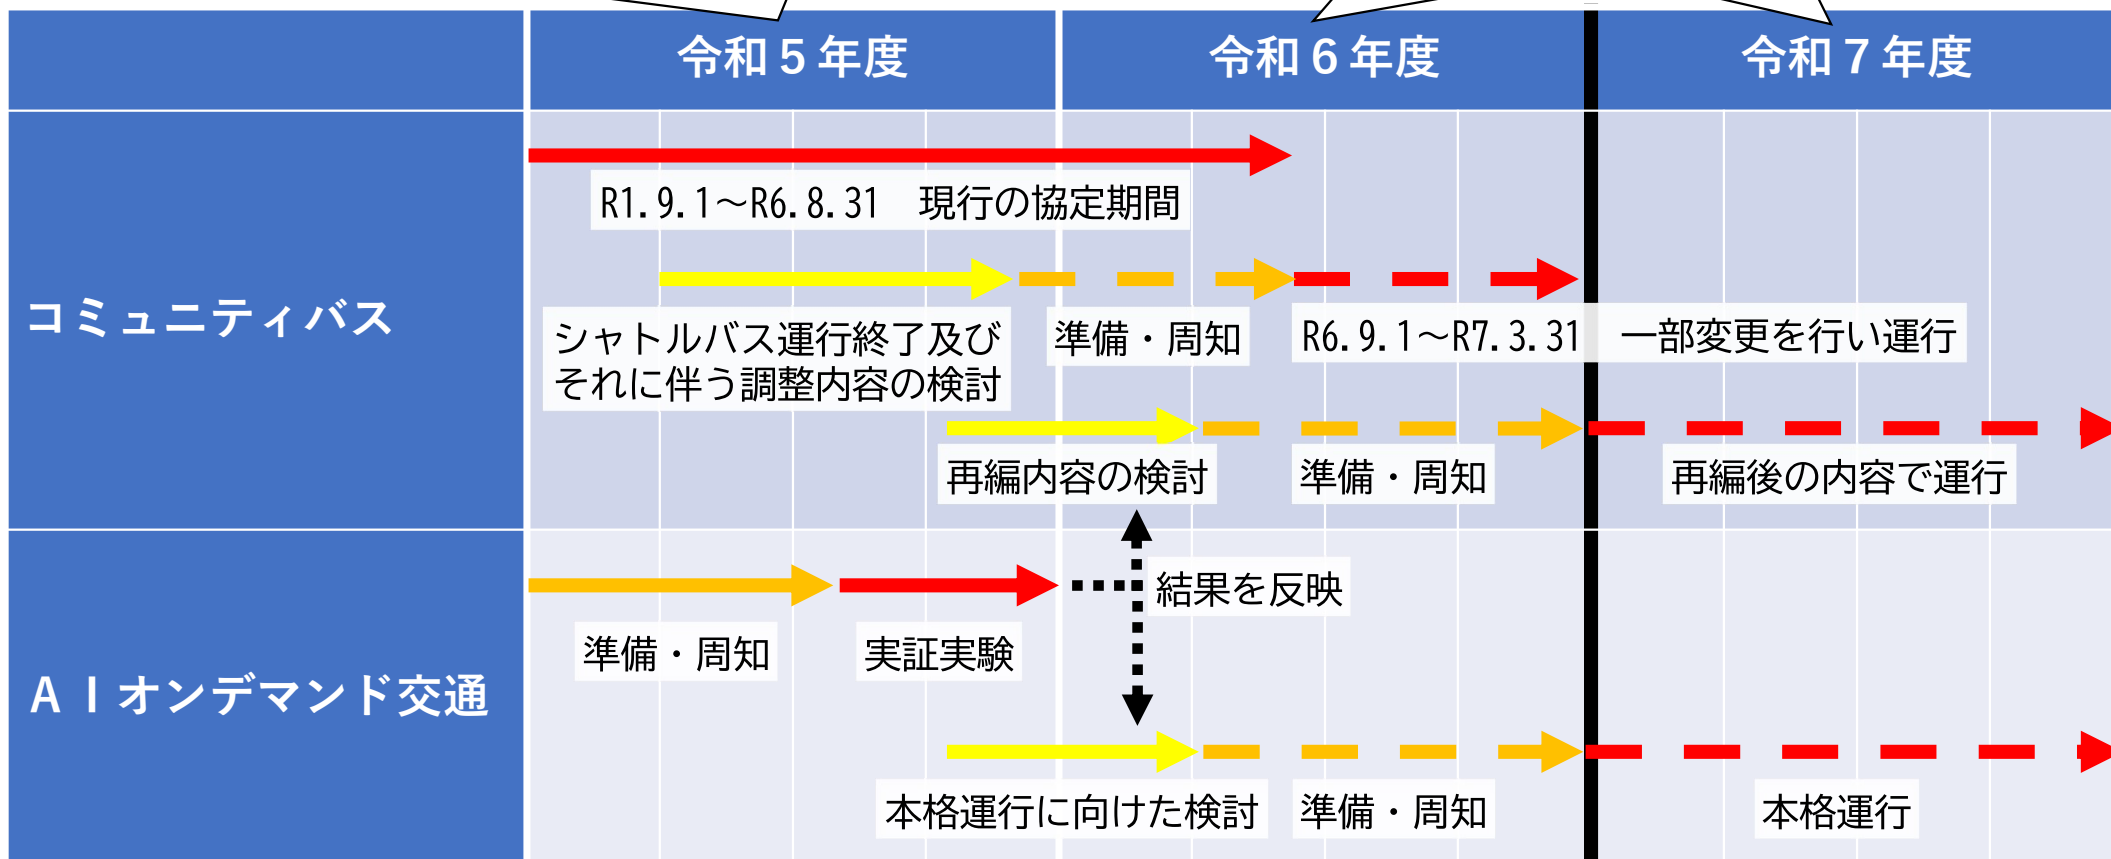 令和５年度
令和６年度
令和７年度
コミュニティバス
R1.9.1～R6.8.31　現行の協定期間
シャトルバス運行終了及び
それに伴う調整内容の検討
準備・周知
R6.9.1～R7.3.31　一部変更を行い運行
再編内容の検討
準備・周知
再編後の内容で運行
ＡＩオンデマンド交通
準備・周知
実証実験
結果を反映
本格運行に向けた検討
準備・周知
本格運行